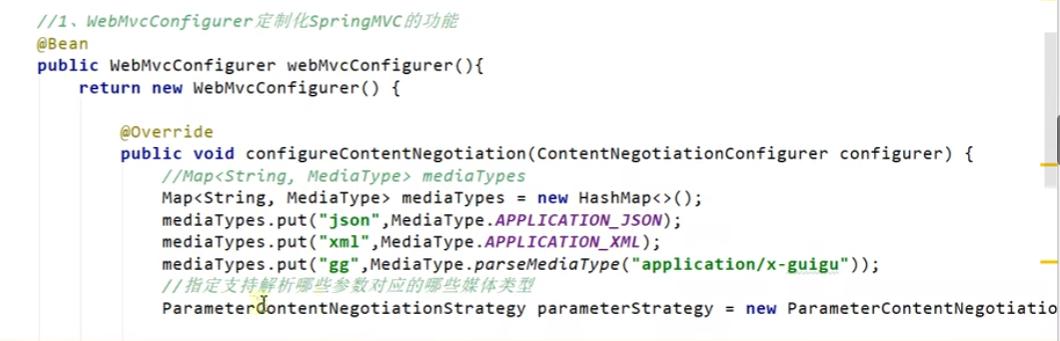 //1、WebMvcConfigurer定制化SpringMVC的功能
@Bean
public WebMvcConfigurer webMvcConfigurer(){
return new WebMvcConfigurer() {
@Override
public void configureContentNegotiation(ContentNegotiationConfigurer configurer) {
//Map<String, MediaType> mediaTypes
Map<String, MediaType> mediaTypes = new HashMap<>();
mediaTypes.put("json",MediaType.APPLICATION_JSON);
mediaTypes.put("xml",MediaType.APPLICATION_XML);
mediaTypes.put("gg",MediaType.parseMediaType("application/x-guigu"));
//指定支持解析哪些参数对应的哪些媒体类型
ParameterContentNegotiationStrategy parameterStrategy = new ParameterContentNegotiatio